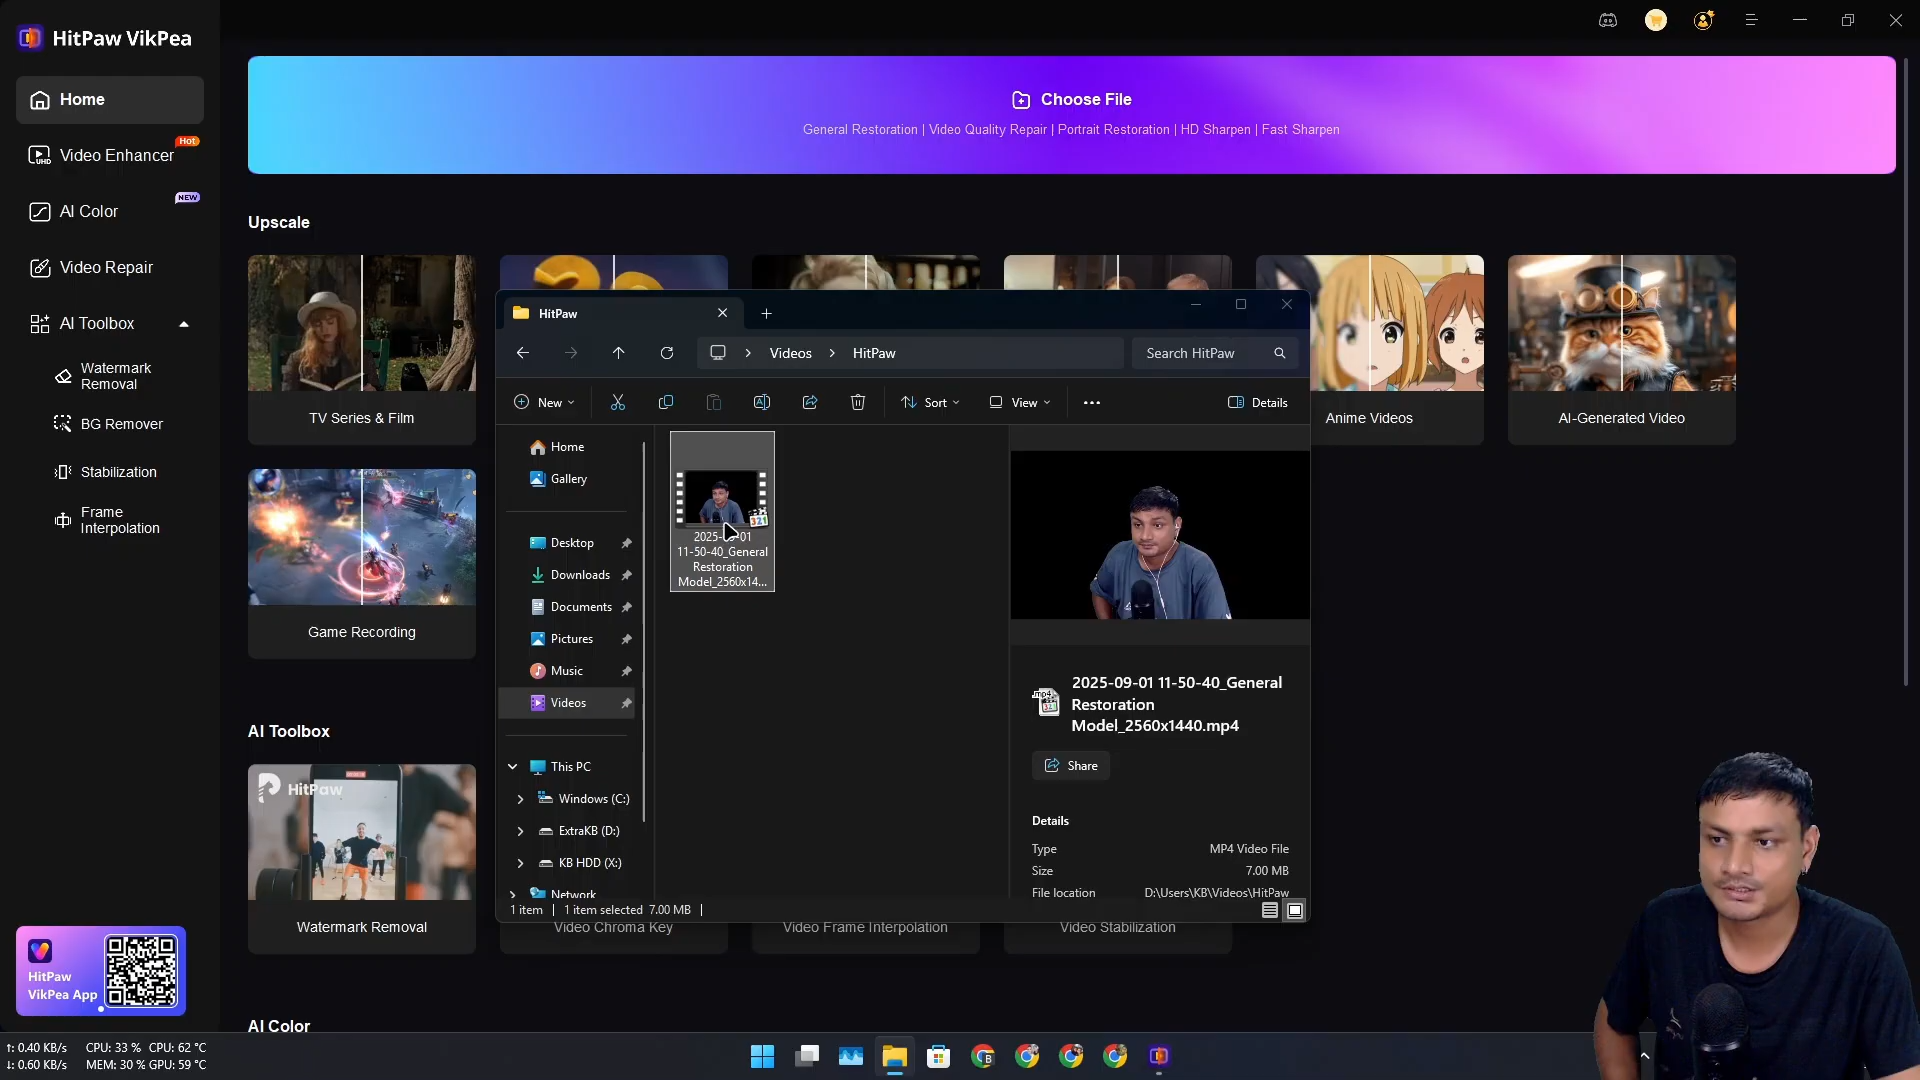 HitPaw VikPea
Home
Video Enhancer
Hot
AI Color
NEW
Video Repair
AI Toolbox
Watermark
Removal
BG Remover
Stabilization
Frame
Interpolation
HitPaw
VikPea App
Choose File
General Restoration | Video Quality Repair | Portrait Restoration | HD Sharpen | Fast Sharpen
Upscale
TV Series & Film
Anime Videos
AI-Generated Video
Game Recording
AI Toolbox
HitPaw
Watermark Removal
Video Chroma Key
Video Frame Interpolation
Video Stabilization
AI Color
HitPaw
Videos
HitPaw
Search HitPaw
New
Sort
View
Details
Home
Gallery
Desktop
Downloads
Documents
Pictures
Music
Videos
This PC
Windows (C:)
ExtraKB (D:)
KB HDD (X:)
Network
11-50-40_General
Restoration
Model_2560x14...
2025-09-01 11-50-40_General
Restoration
Model_2560x1440.mp4
Share
Details
Type MP4 Video File
Size 7.00 MB
File location D:\Users\KB\Videos\HitPaw
1 item 1 item selected 7.00 MB
↑: 0.40 KB/s CPU: 33 % CPU: 62 °C
↓: 0.60 KB/s MEM: 30 % GPU: 59 °C